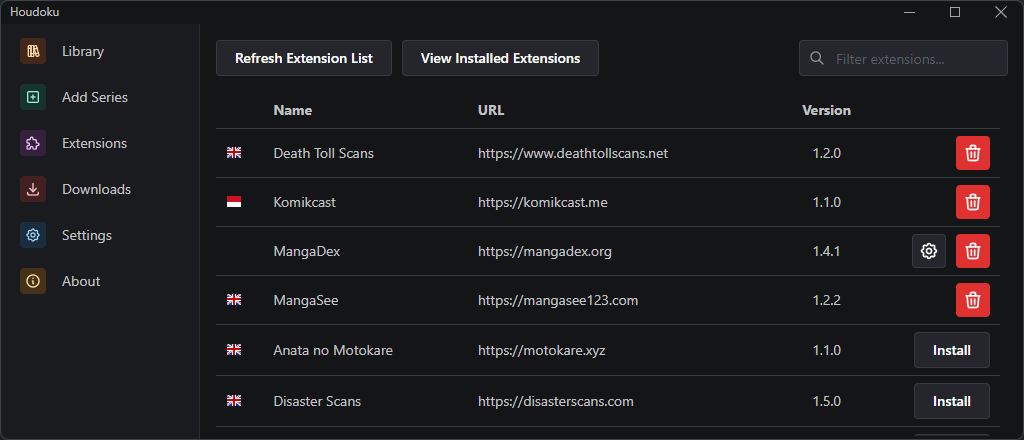 Houdoku
Library
Add Series
Extensions
Downloads
Settings
About
Refresh Extension List View Installed Extensions Filter extensions...
Name URL Version
Death Toll Scans https://www.deathtollscans.net 1.2.0
Komikcast https://komikcast.me 1.1.0
MangaDex https://mangadex.org 1.4.1
MangaSee https://mangasee123.com 1.2.2
Anata no Motokare https://motokare.xyz 1.1.0 Install
Disaster Scans https://disasterscans.com 1.5.0 Install